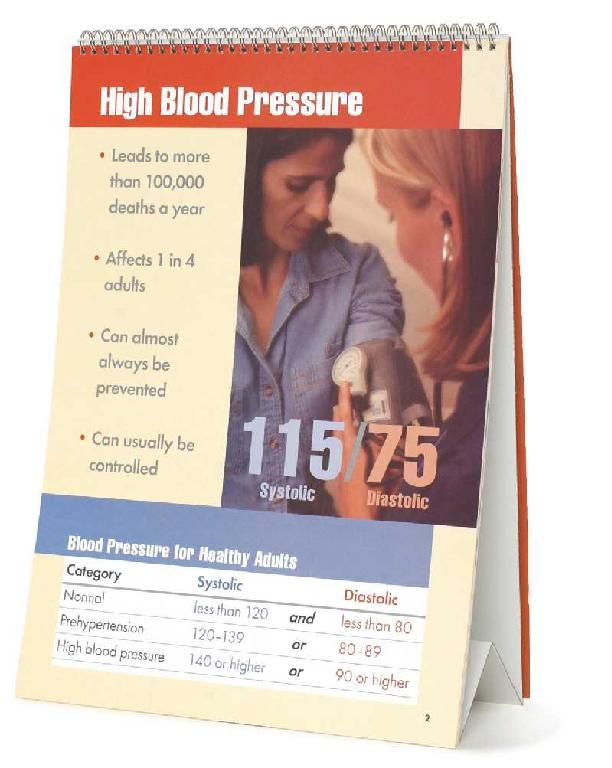 High Blood Pressure
• Leads to more
than 100,000
deaths a year
• Affects 1 in 4
adults
• Can almost
always be
prevented
• Can usually be
controlled
115/75
Systolic Diastolic
Blood Pressure for Healthy Adults
Category Systolic Diastolic
Normal less than 120 and less than 80
Prehypertension 120-139 or 80-89
High blood pressure 140 or higher or 90 or higher
2